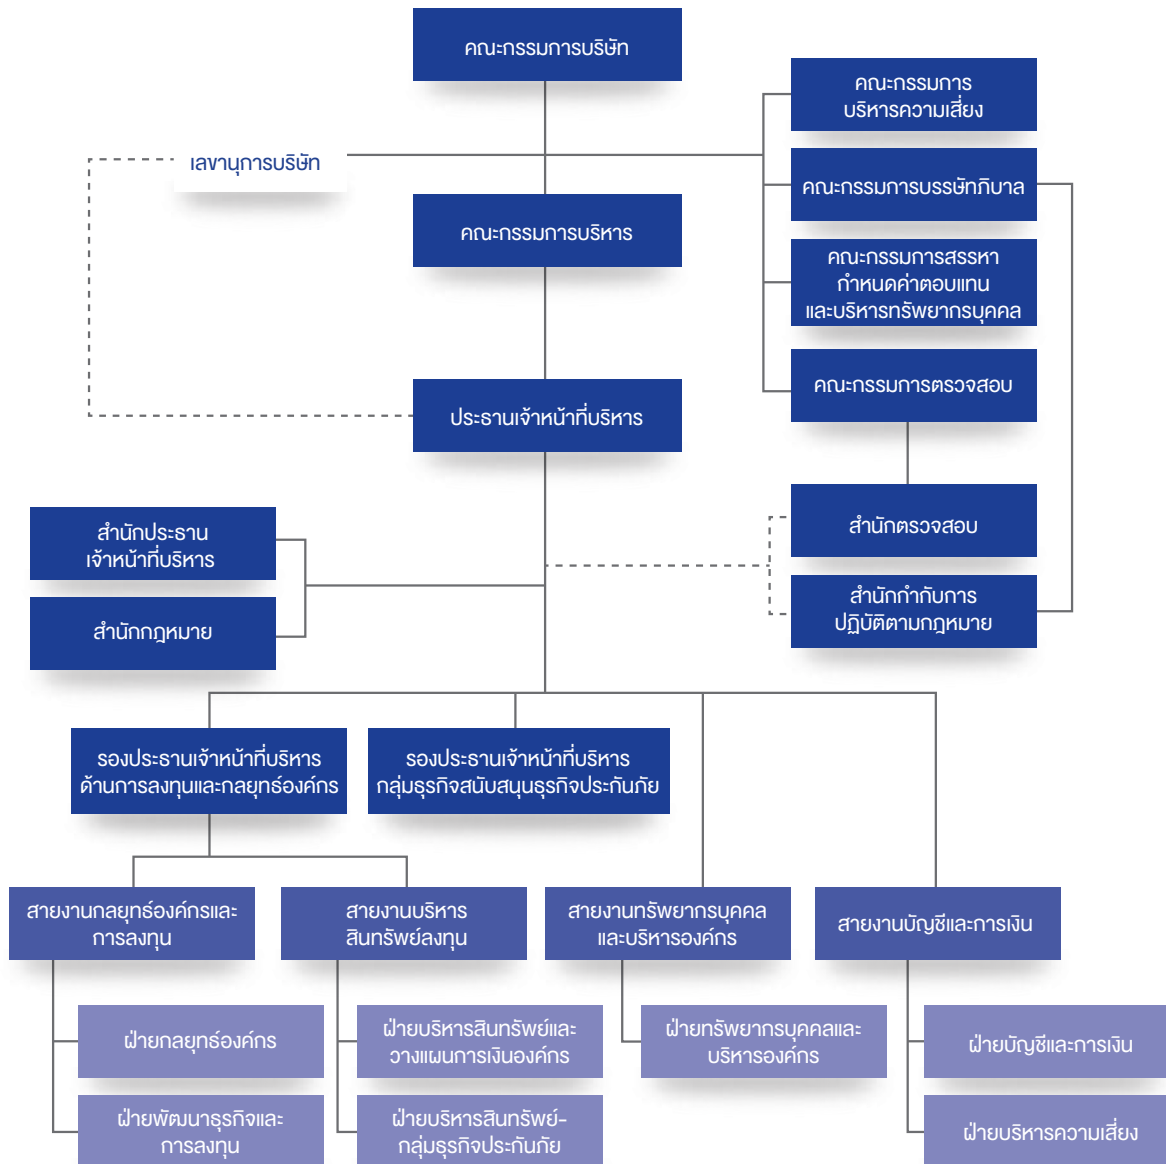 คณะกรรมการบริษัท
คณะกรรมการ
บริหารความเสี่ยง
เลขานุการบริษัท
คณะกรรมการบรรษัทภิบาล
คณะกรรมการบริหาร
คณะกรรมการสรรหา
กำหนดค่าตอบแทน
และบริหารทรัพยากรบุคคล
คณะกรรมการตรวจสอบ
ประธานเจ้าหน้าที่บริหาร
สำนักประธาน
เจ้าหน้าที่บริหาร
สำนักตรวจสอบ
สำนักกฎหมาย
สำนักกำกับการ
ปฏิบัติตามกฎหมาย
รองประธานเจ้าหน้าที่บริหาร
ด้านการลงทุนและกลยุทธ์องค์กร
รองประธานเจ้าหน้าที่บริหาร
กลุ่มธุรกิจสนับสนุนธุรกิจประกันภัย
สายงานกลยุทธ์องค์กรและ
การลงทุน
สายงานบริหาร
สินทรัพย์ลงทุน
สายงานทรัพยากรบุคคล
และบริหารองค์กร
สายงานบัญชีและการเงิน
ฝ่ายกลยุทธ์องค์กร
ฝ่ายบริหารสินทรัพย์และ
วางแผนการเงินองค์กร
ฝ่ายทรัพยากรบุคคลและ
บริหารองค์กร
ฝ่ายบัญชีและการเงิน
ฝ่ายพัฒนาธุรกิจและ
การลงทุน
ฝ่ายบริหารสินทรัพย์-
กลุ่มธุรกิจประกันภัย
ฝ่ายบริหารความเสี่ยง